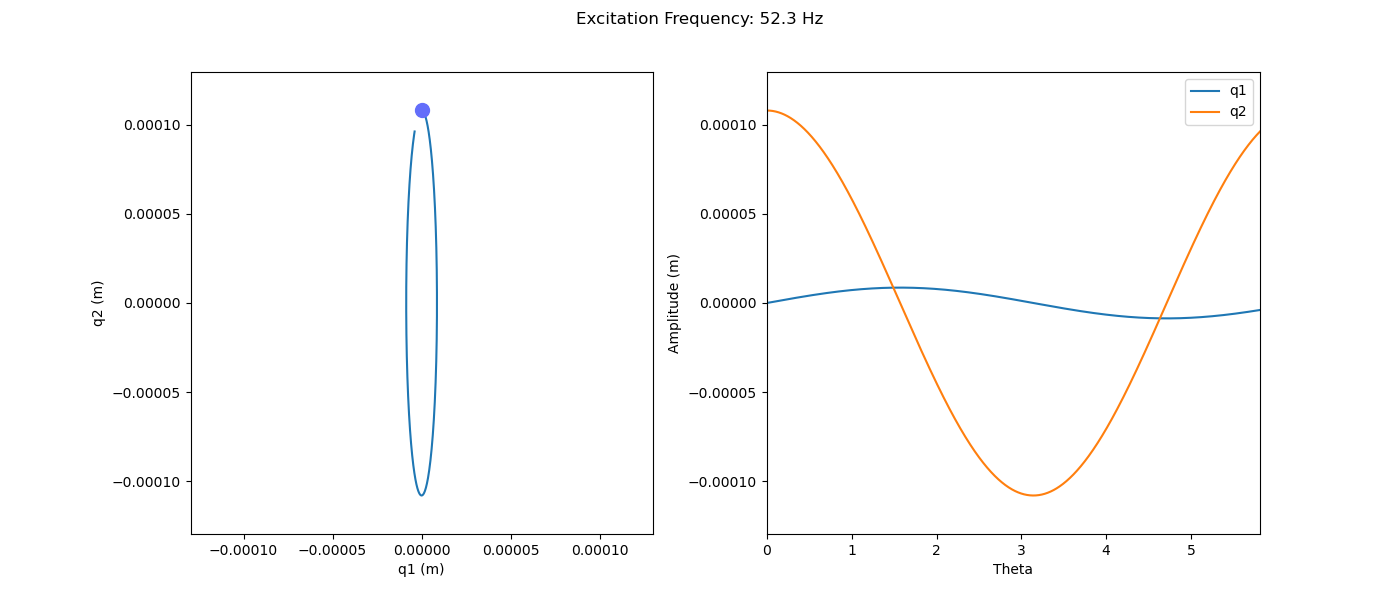 Excitation Frequency: 52.3 Hz
0.00010
0.00005
0.00000
−0.00005
−0.00010
q2 (m)
−0.00010 −0.00005 0.00000 0.00005 0.00010
q1 (m)
q1
q2
0.00010
0.00005
0.00000
−0.00005
−0.00010
Amplitude (m)
0 1 2 3 4 5
Theta